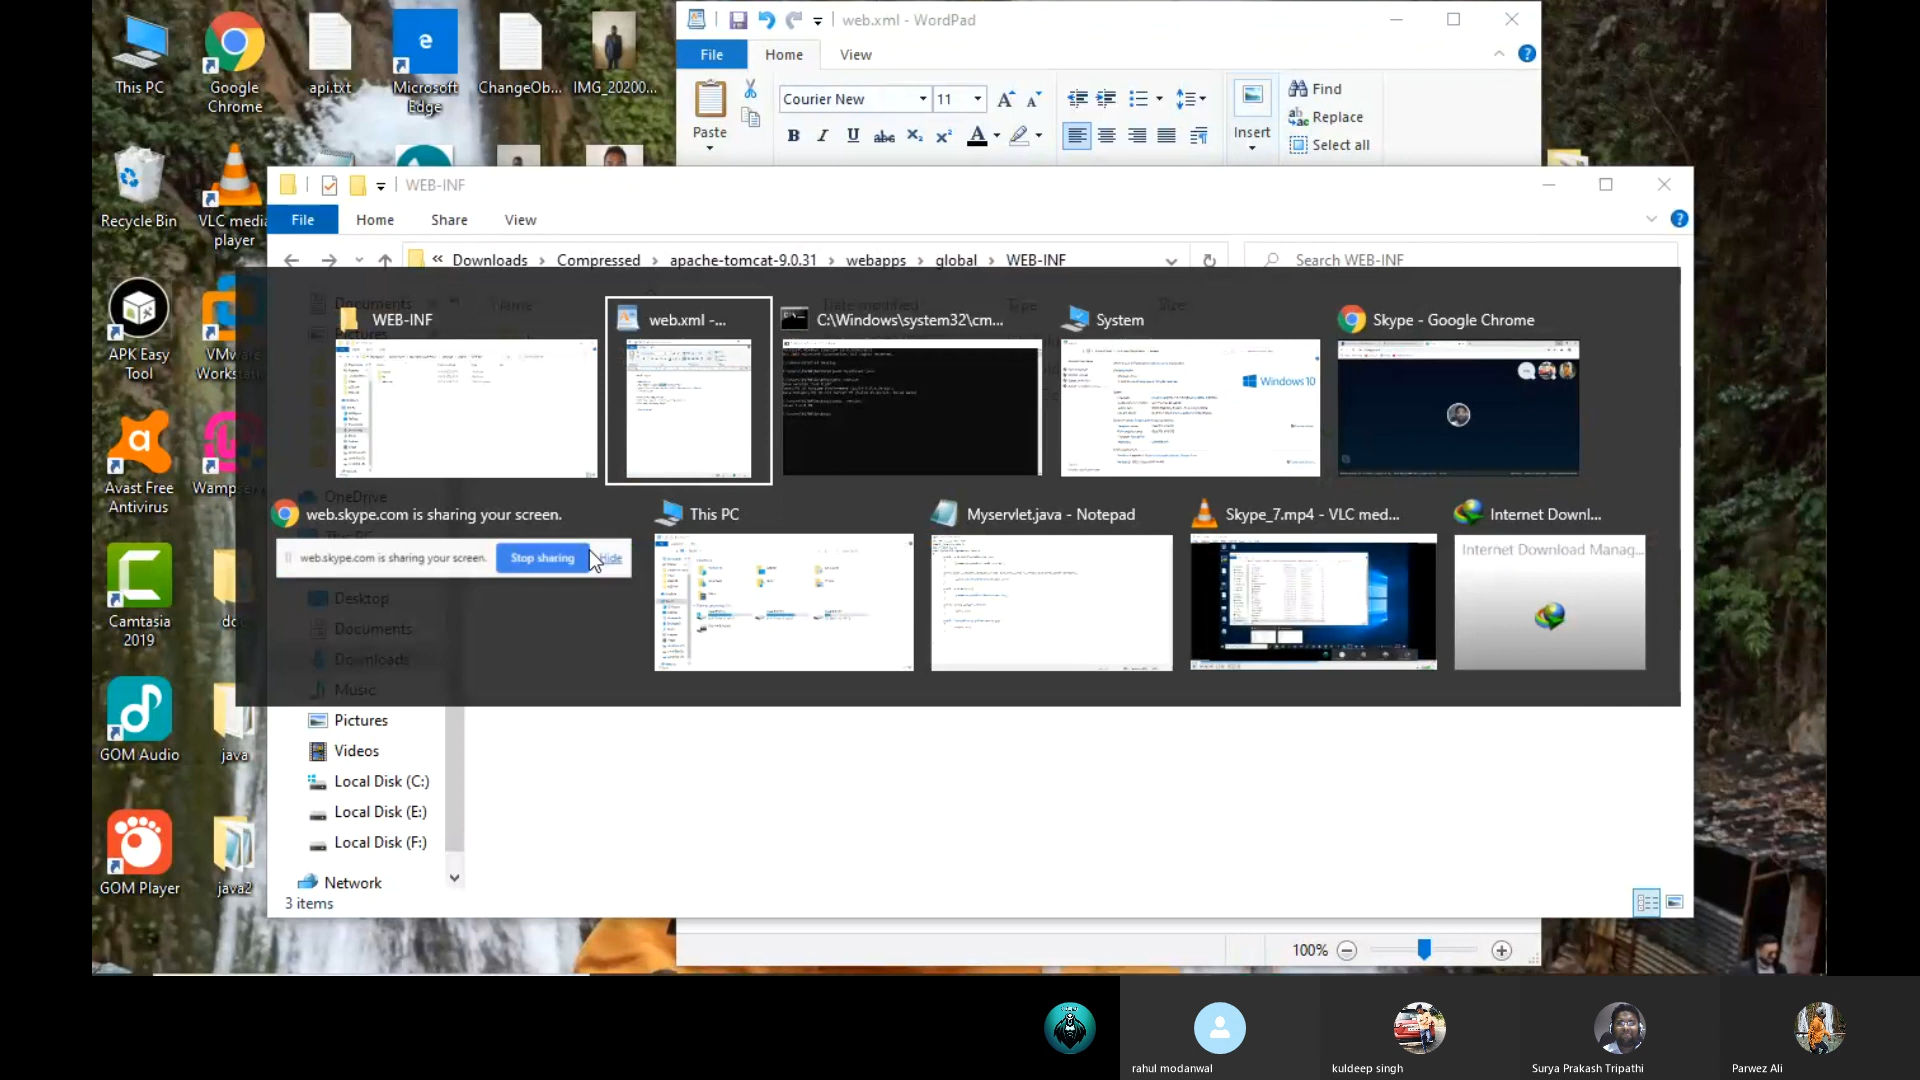 This PC
Google
Chrome
api.txt
Microsoft
Edge
ChangeOb...
IMG_20200...
web.xml - WordPad
File
Home
View
Paste
Courier New
11
Insert
Find
Replace
Select all
Recycle Bin
VLC media
player
WEB-INF
File
Home
Share
View
Downloads
Compressed
apache-tomcat-9.0.31
webapps
global
WEB-INF
Search WEB-INF
Documents
Name
Date modified
Type
Size
WEB-INF
web.xml -...
C:\Windows\system32\cm...
System
Skype - Google Chrome
Windows 10
APK Easy
Tool
Avast Free
Antivirus
OneDrive
web.skype.com is sharing your screen.
web.skype.com is sharing your screen.
Stop sharing
Hide
This PC
Myservlet.java - Notepad
Skype_7.mp4 - VLC med...
Internet Downl...
Internet Download Manag...
Desktop
Documents
Downloads
Music
Pictures
Videos
Local Disk (C:)
Local Disk (E:)
Local Disk (F:)
Network
3 items
Camtasia
2019
GOM Audio
java
GOM Player
java2
100%
rahul modanwal
kuldeep singh
Surya Prakash Tripathi
Parwez Ali